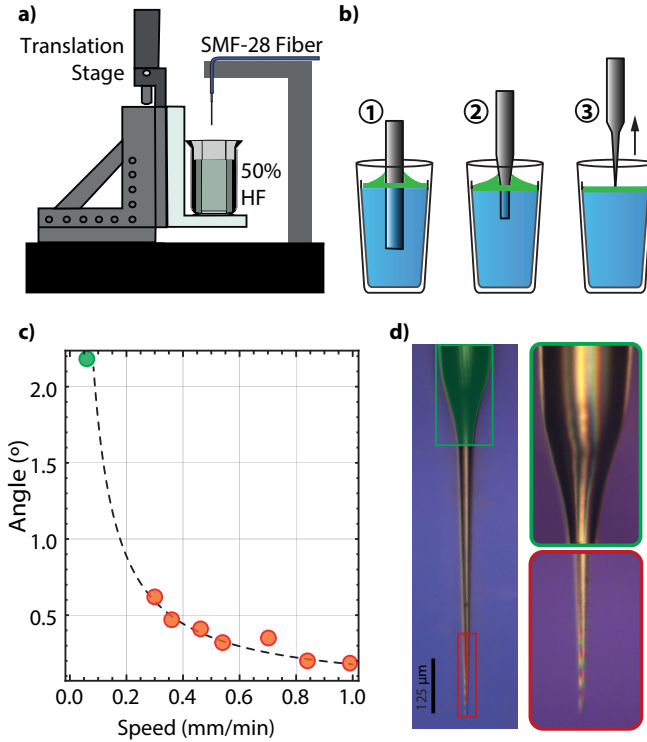 a)
Translation
Stage
SMF-28 Fiber
50%
HF
b)
1
2
3
c)
Angle (º)
2.0
1.5
1.0
0.5
0.0 0.2 0.4 0.6 0.8 1.0
Speed (mm/min)
d)
125 µm